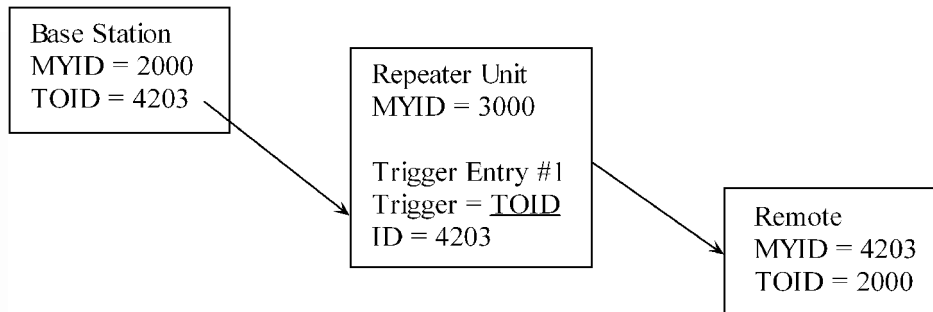 Base Station
MYID = 2000
TOID = 4203
Repeater Unit
MYID = 3000
Trigger Entry #1
Trigger = TOID
ID = 4203
Remote
MYID = 4203
TOID = 2000